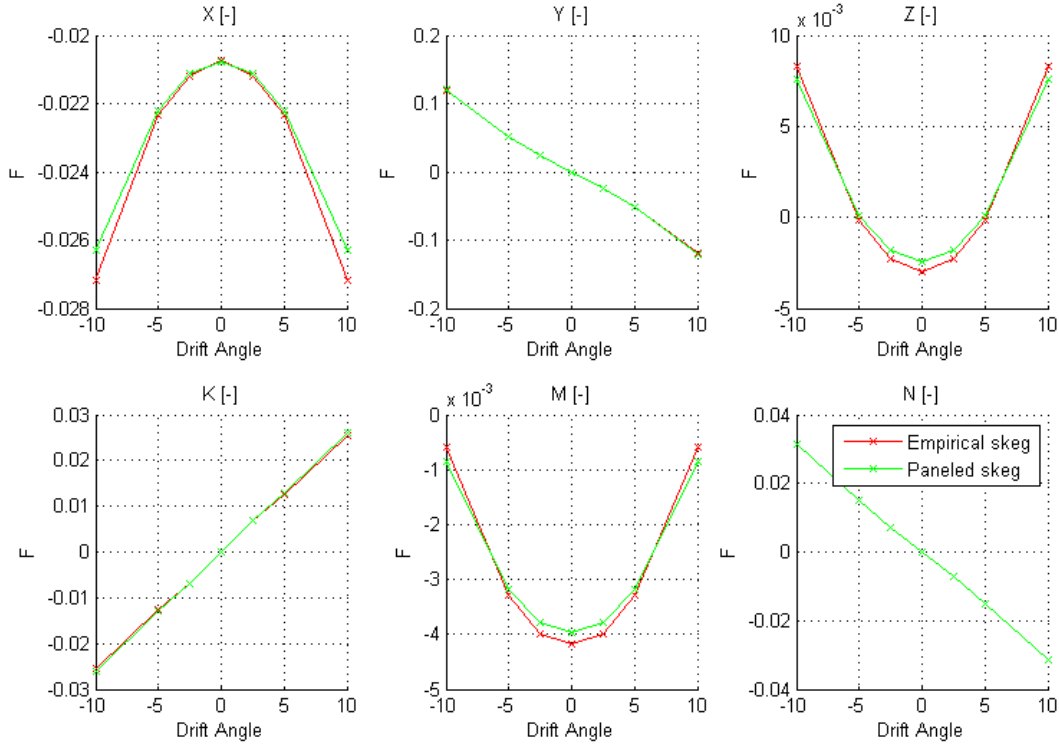 X [-]
-0.02
-0.022
-0.024
-0.026
-0.028
F
-10 -5 0 5 10
Drift Angle
Y [-]
0.2
0.1
0
-0.1
-0.2
F
-10 -5 0 5 10
Drift Angle
x 10^-3 Z [-]
10
5
0
-5
F
-10 -5 0 5 10
Drift Angle
K [-]
0.03
0.02
0.01
0
-0.01
-0.02
-0.03
F
-10 -5 0 5 10
Drift Angle
x 10^-3 M [-]
0
-1
-2
-3
-4
-5
F
-10 -5 0 5 10
Drift Angle
N [-]
0.04
0.02
0
-0.02
-0.04
F
Empirical skeg
Paneled skeg
-10 -5 0 5 10
Drift Angle